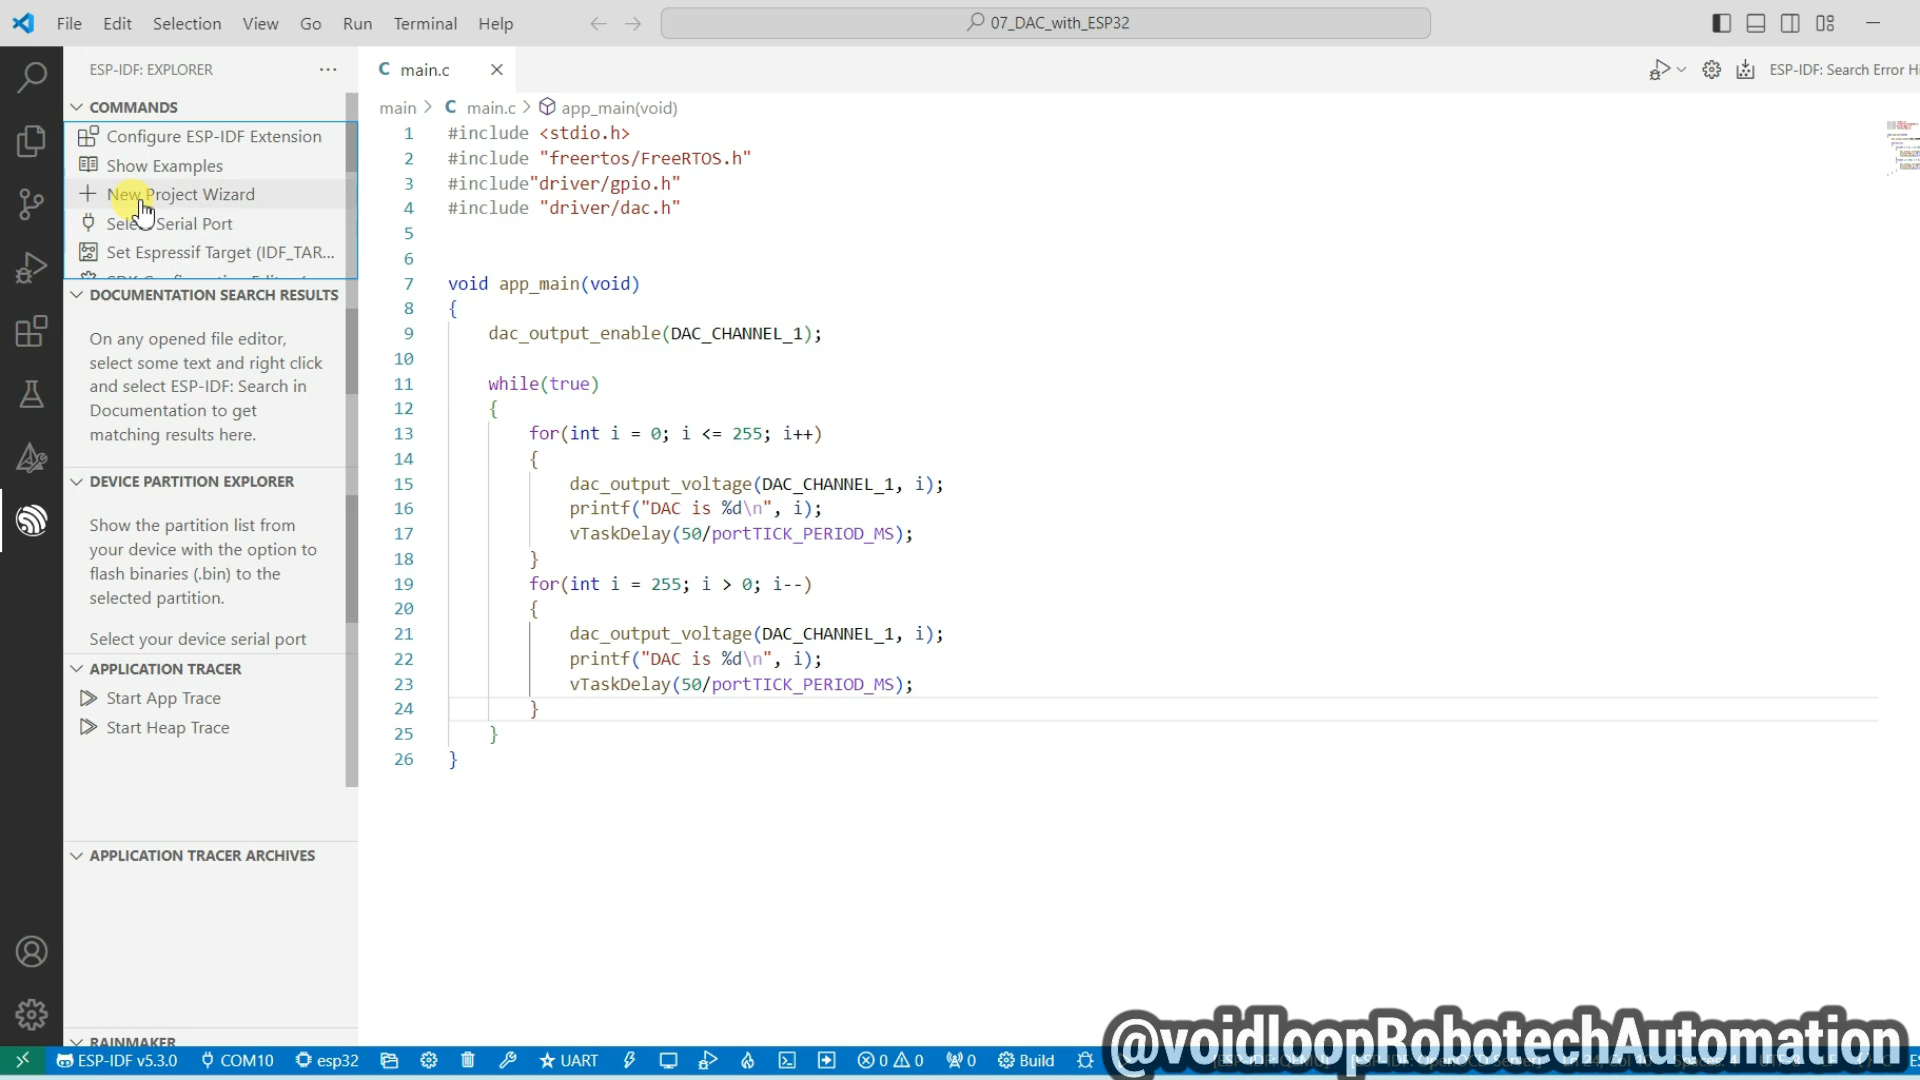 File Edit Selection View Go Run Terminal Help
07_DAC_with_ESP32
ESP-IDF: EXPLORER
COMMANDS
Configure ESP-IDF Extension
Show Examples
New Project Wizard
Select Serial Port
Set Espressif Target (IDF_TAR...
DOCUMENTATION SEARCH RESULTS
On any opened file editor,
select some text and right click
and select ESP-IDF: Search in
Documentation to get
matching results here.
DEVICE PARTITION EXPLORER
Show the partition list from
your device with the option to
flash binaries (.bin) to the
selected partition.
Select your device serial port
APPLICATION TRACER
Start App Trace
Start Heap Trace
APPLICATION TRACER ARCHIVES
RAINMAKER
main.c
ESP-IDF: Search Error Hi
main > C main.c > app_main(void)
1 #include <stdio.h>
2 #include "freertos/FreeRTOS.h"
3 #include"driver/gpio.h"
4 #include "driver/dac.h"
5
6
7 void app_main(void)
8 {
9 dac_output_enable(DAC_CHANNEL_1);
10
11 while(true)
12 {
13 for(int i = 0; i <= 255; i++)
14 {
15 dac_output_voltage(DAC_CHANNEL_1, i);
16 printf("DAC is %d\n", i);
17 vTaskDelay(50/portTICK_PERIOD_MS);
18 }
19 for(int i = 255; i > 0; i--)
20 {
21 dac_output_voltage(DAC_CHANNEL_1, i);
22 printf("DAC is %d\n", i);
23 vTaskDelay(50/portTICK_PERIOD_MS);
24 }
25 }
26 }
@voidloopRobotechAutomation
ESP-IDF v5.3.0 COM10 esp32 UART 0 0 0 Build